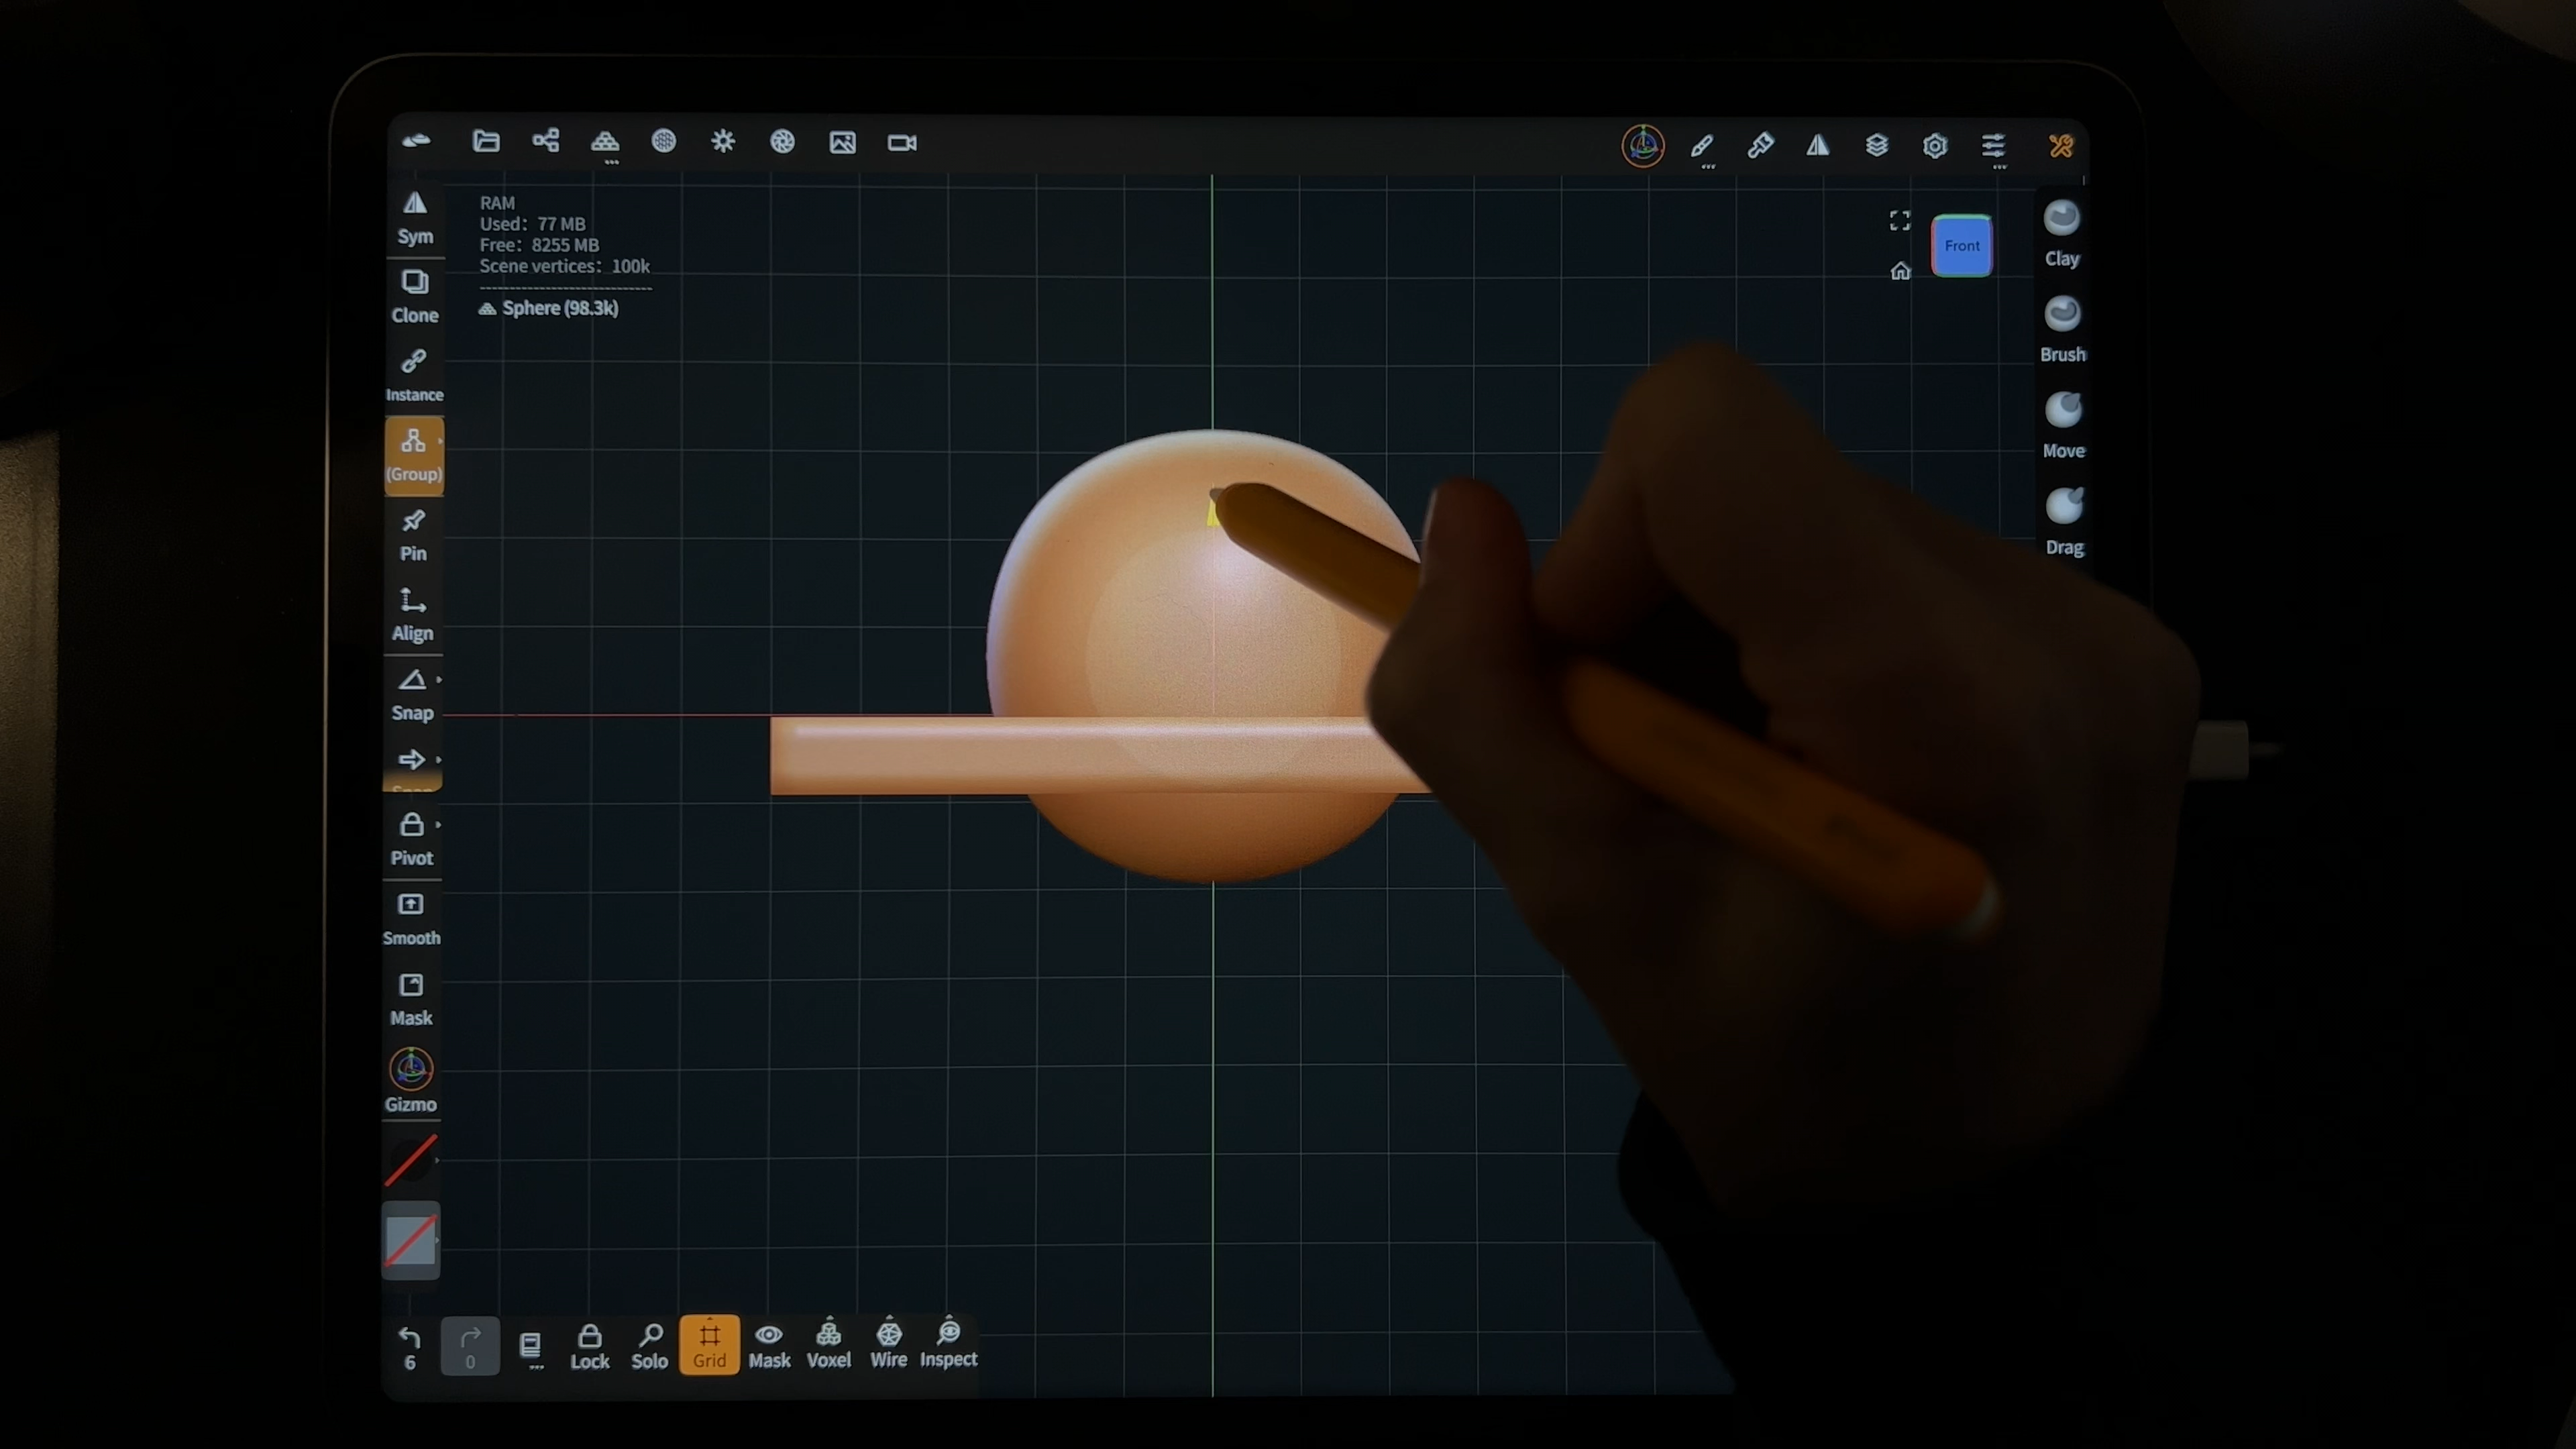 RAM
Used: 77 MB
Free: 8255 MB
Scene vertices: 100k
Sphere (98.3k)
Front
Sym
Clone
Instance
(Group)
Pin
Align
Snap
Pivot
Smooth
Mask
Gizmo
Clay
Brush
Move
Drag
6
0
Lock
Solo
Grid
Mask
Voxel
Wire
Inspect